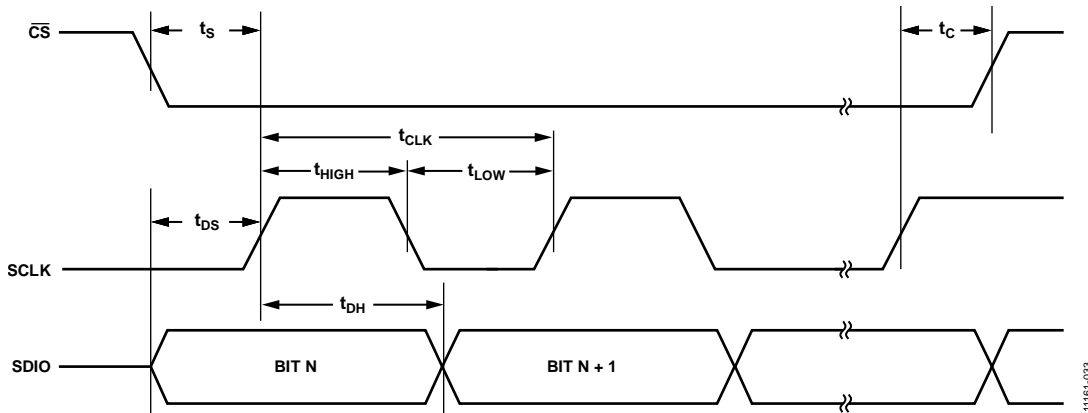 CS
tS
tC
tCLK
tHIGH
tLOW
tDS
SCLK
tDH
SDIO
BIT N
BIT N + 1
11161-033